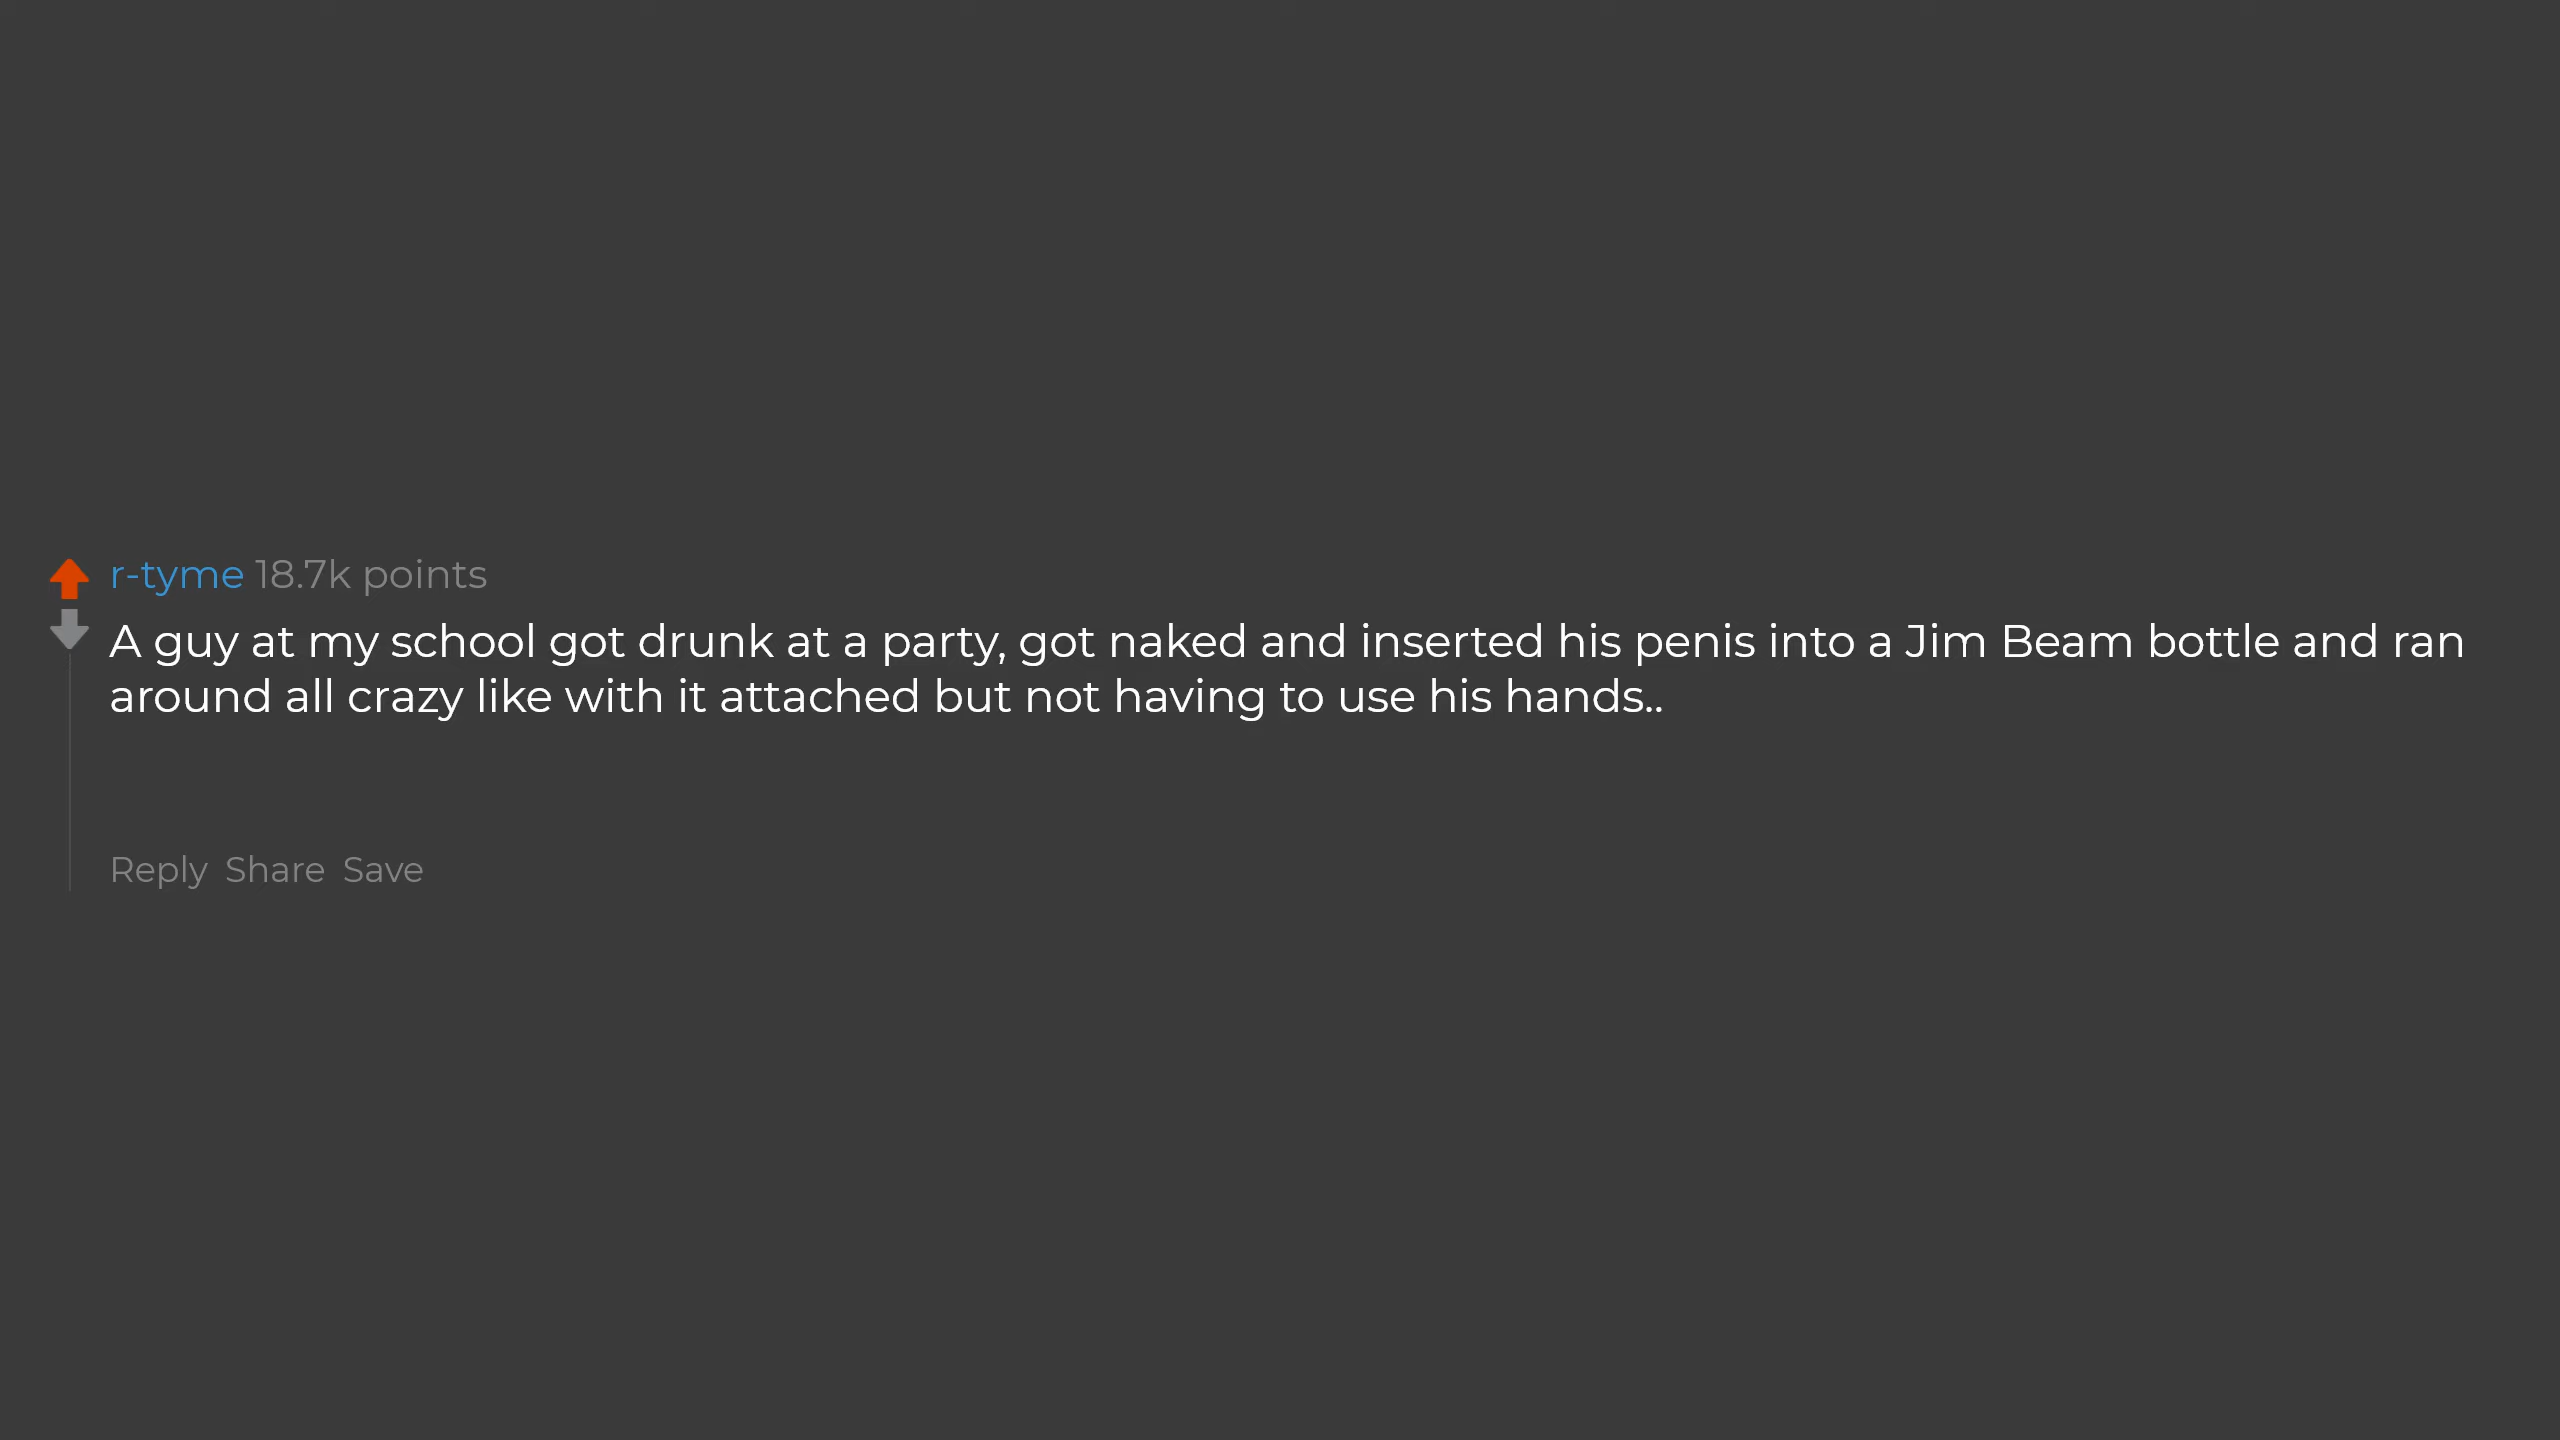 r-tyme 18.7k points
A guy at my school got drunk at a party, got naked and inserted his penis into a Jim Beam bottle and ran
around all crazy like with it attached but not having to use his hands..
Reply Share Save